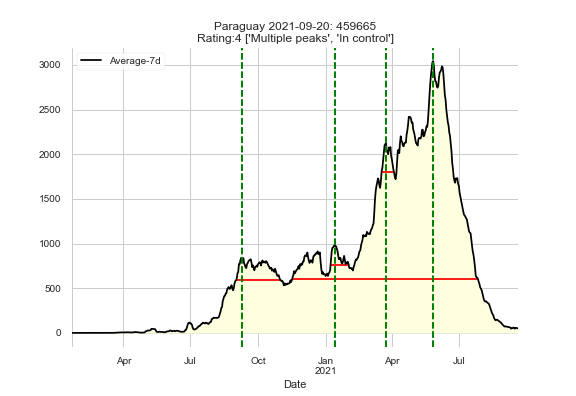 Paraguay 2021-09-20: 459665
Rating:4 ['Multiple peaks', 'In control']
Average-7d
3000
2500
2000
1500
1000
500
0
Apr Jul Oct Jan Apr Jul
2021
Date